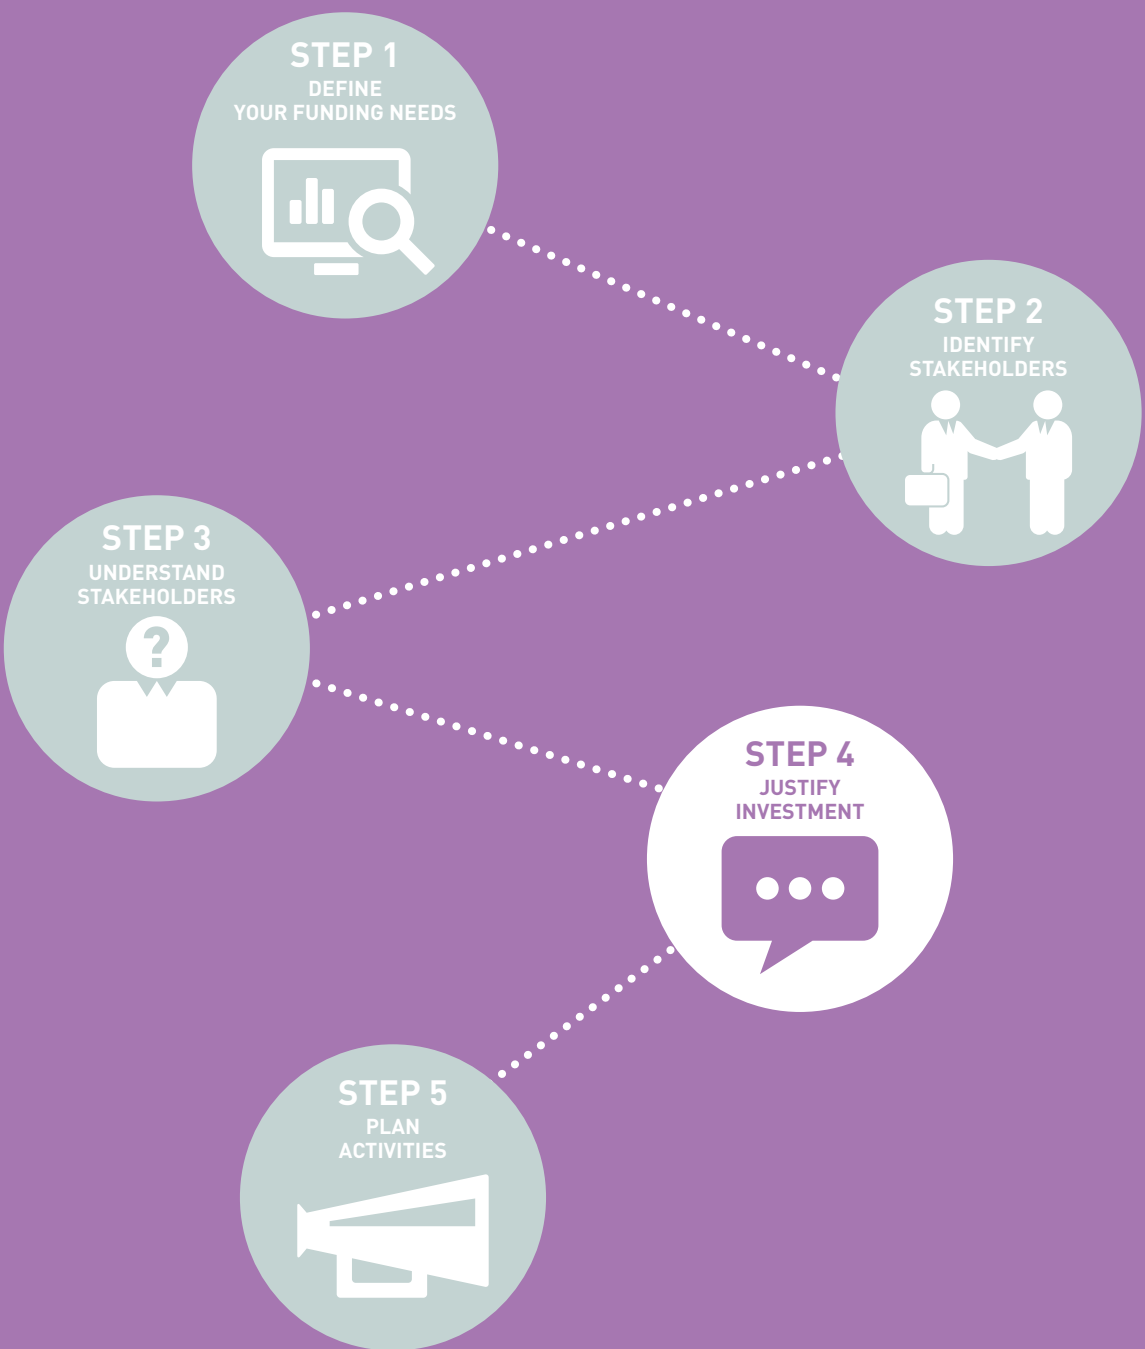 STEP 1
DEFINE
YOUR FUNDING NEEDS
STEP 2
IDENTIFY
STAKEHOLDERS
STEP 3
UNDERSTAND
STAKEHOLDERS
?
STEP 4
JUSTIFY
INVESTMENT
STEP 5
PLAN
ACTIVITIES